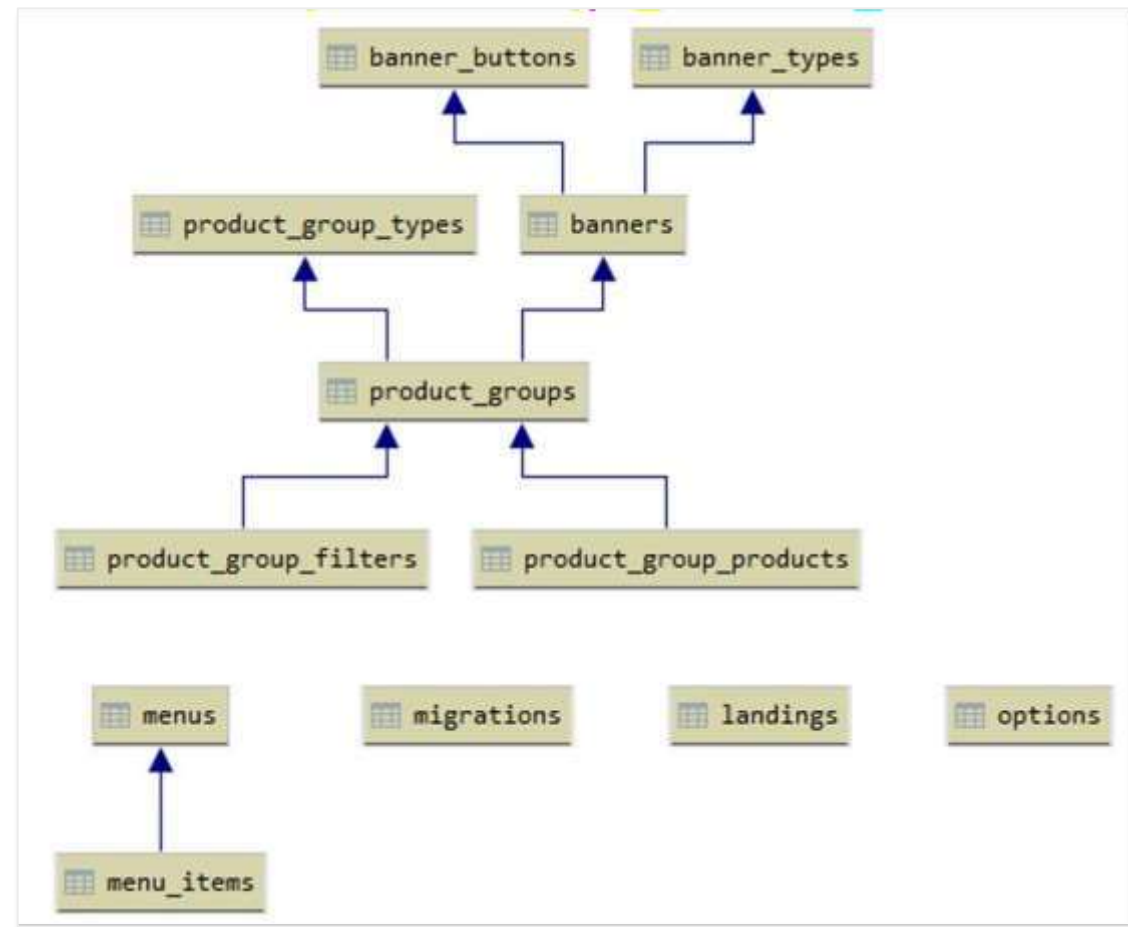 banner_buttons
banner_types
product_group_types
banners
product_groups
product_group_filters
product_group_products
menus
migrations
landings
options
menu_items